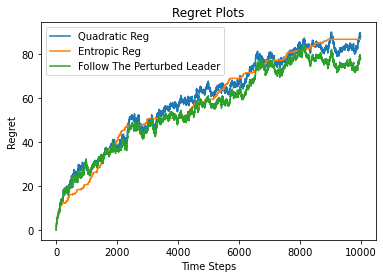 Regret Plots
Quadratic Reg
Entropic Reg
Follow The Perturbed Leader
Regret
80
60
40
20
0
0 2000 4000 6000 8000 10000
Time Steps